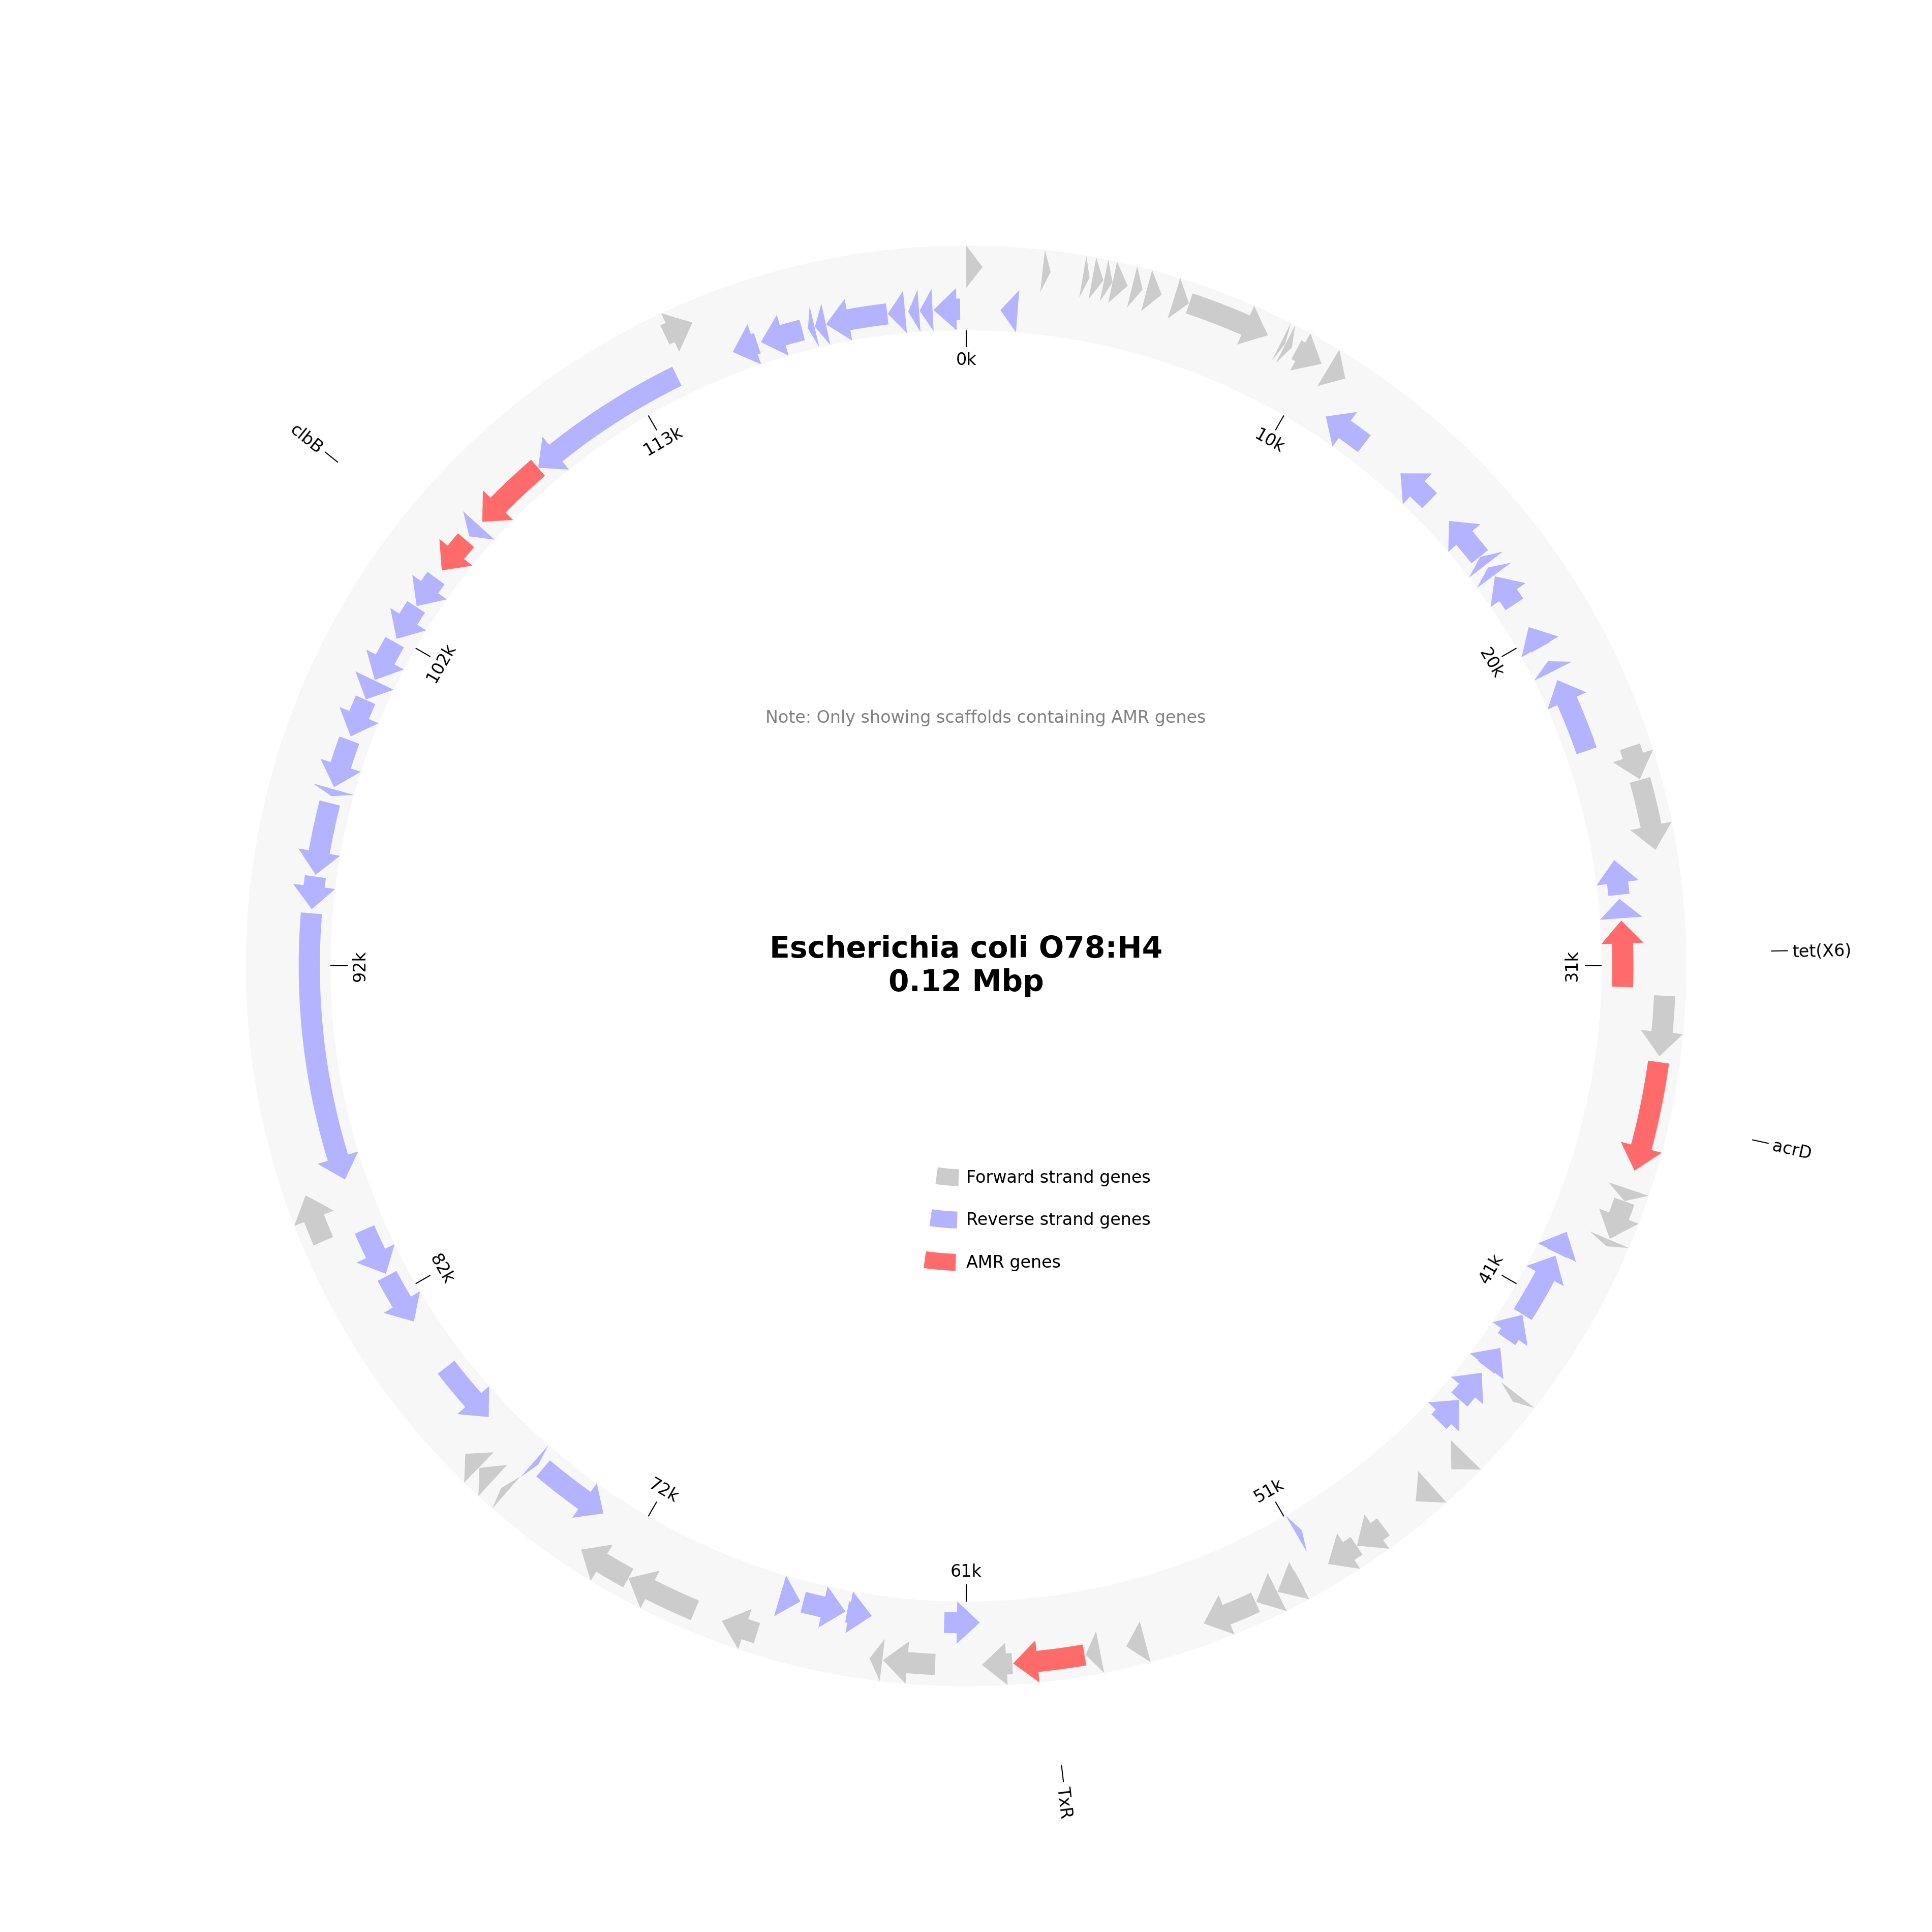 0k
10k
113k
clbB
102k
20k
Note: Only showing scaffolds containing AMR genes
Escherichia coli O78:H4
0.12 Mbp
92k
31k
tet(X6)
acrD
Forward strand genes
Reverse strand genes
AMR genes
82k
41k
72k
51k
61k
TxR